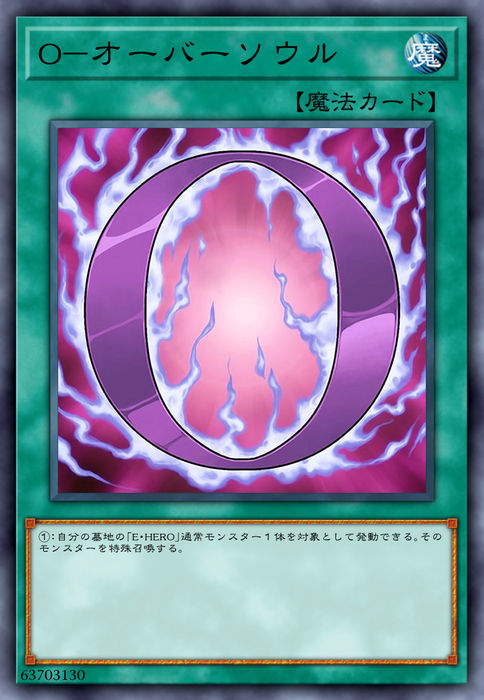 O－オーバーソウル
魔
【魔法カード】
①：自分の墓地の「E・HERO」通常モンスター１体を対象として発動できる。その
モンスターを特殊召喚する。
63703130